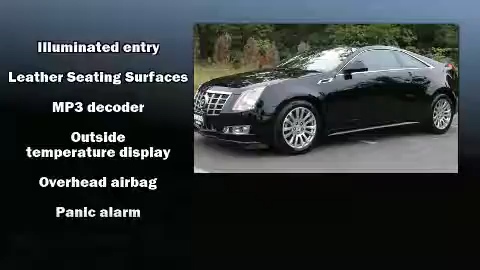 Illuminated entry
Leather Seating Surfaces
MP3 decoder
Outside
temperature display
Overhead airbag
Panic alarm